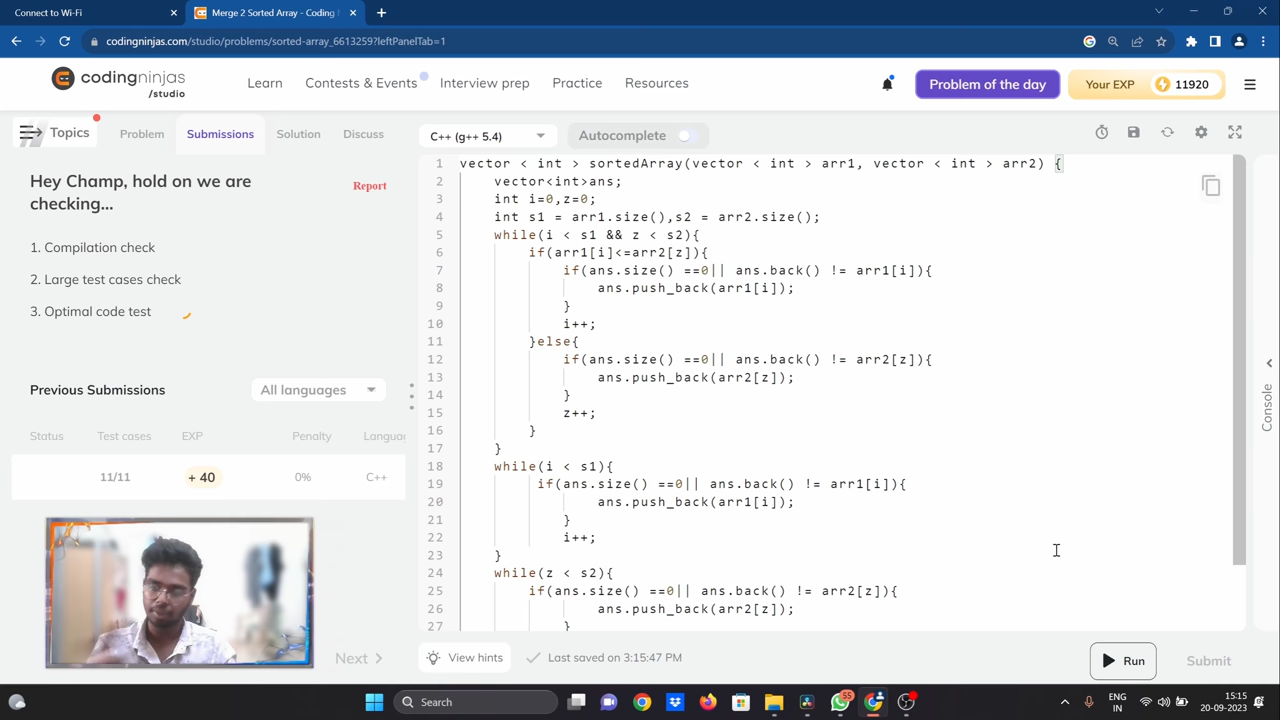 Connect to Wi-Fi
Merge 2 Sorted Array - Coding
codingninjas.com/studio/problems/sorted-array_6613259?leftPanelTab=1
codingninjas
/studio
Learn
Contests & Events
Interview prep
Practice
Resources
Problem of the day
Your EXP
11920
Topics
Problem
Submissions
Solution
Discuss
C++ (g++ 5.4)
Autocomplete
Hey Champ, hold on we are
checking...
Report
1. Compilation check
2. Large test cases check
3. Optimal code test
Previous Submissions
All languages
Status
Test cases
EXP
Penalty
Langua
11/11
+ 40
0%
C++
Next
1 vector < int > sortedArray(vector < int > arr1, vector < int > arr2) {
2 vector<int>ans;
3 int i=0,z=0;
4 int s1 = arr1.size(),s2 = arr2.size();
5 while(i < s1 && z < s2){
6 if(arr1[i]<=arr2[z]){
7 if(ans.size() ==0|| ans.back() != arr1[i]){
8 ans.push_back(arr1[i]);
9 }
10 i++;
11 }else{
12 if(ans.size() ==0|| ans.back() != arr2[z]){
13 ans.push_back(arr2[z]);
14 }
15 z++;
16 }
17 }
18 while(i < s1){
19 if(ans.size() ==0|| ans.back() != arr1[i]){
20 ans.push_back(arr1[i]);
21 }
22 i++;
23 }
24 while(z < s2){
25 if(ans.size() ==0|| ans.back() != arr2[z]){
26 ans.push_back(arr2[z]);
27 }
Console
View hints
Last saved on 3:15:47 PM
Run
Submit
Search
55
ENG
IN
15:15
20-09-2023